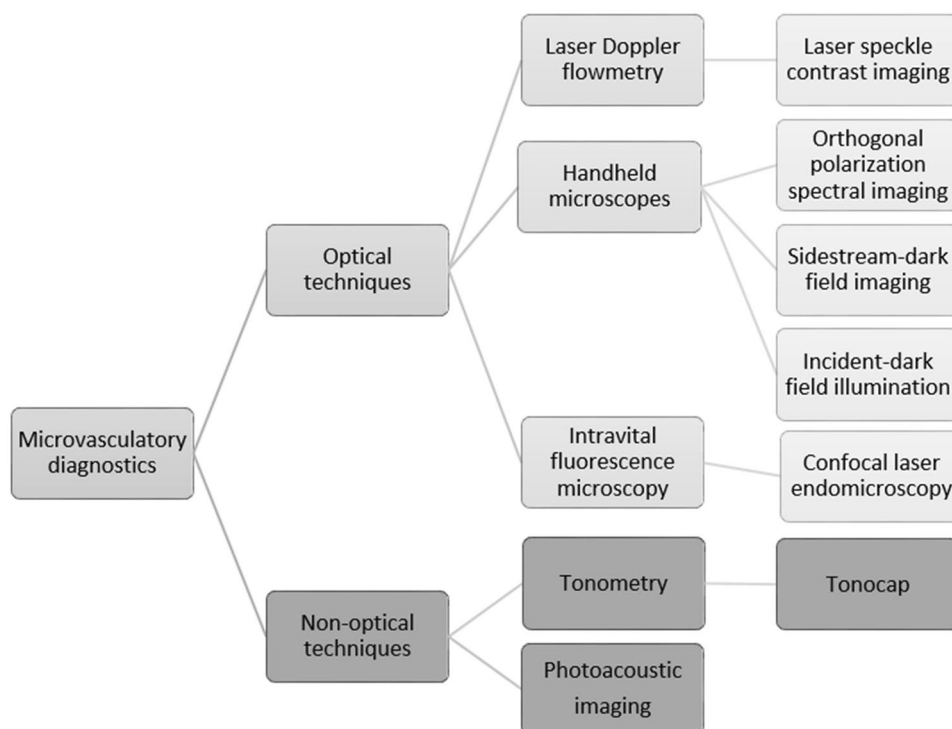 Laser Doppler
flowmetry
Laser speckle
contrast imaging
Handheld
microscopes
Orthogonal
polarization
spectral imaging
Optical
techniques
Sidestream-dark
field imaging
Incident-dark
field illumination
Microvasculatory
diagnostics
Intravital
fluorescence
microscopy
Confocal laser
endomicroscopy
Non-optical
techniques
Tonometry
Tonocap
Photoacoustic
imaging